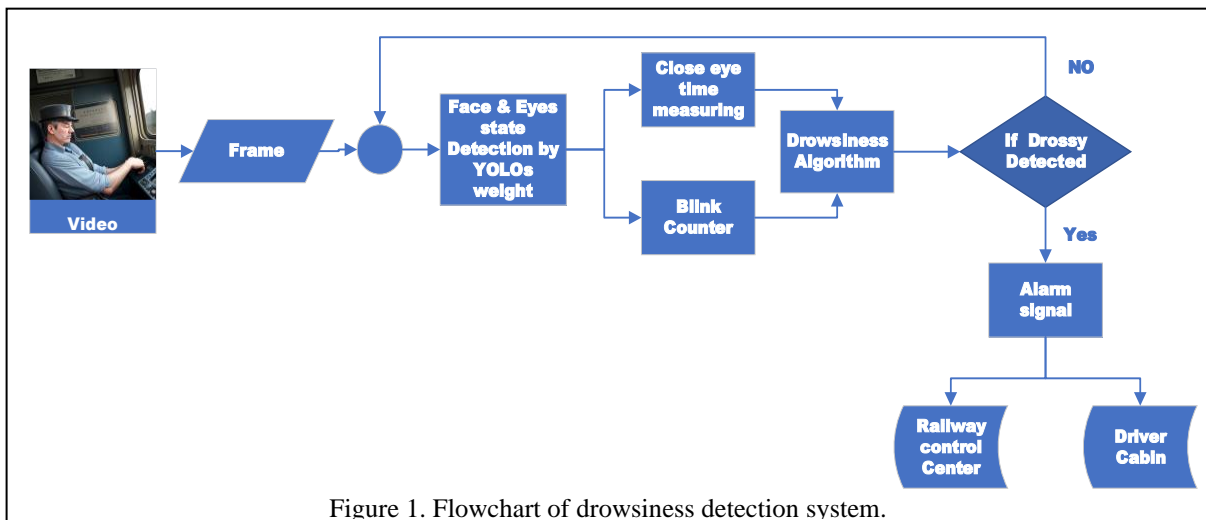 Video
Frame
Face & Eyes
state
Detection by
YOLOs
weight
Close eye
time
measuring
Blink
Counter
Drowsiness
Algorithm
If Drossy
Detected
NO
Yes
Alarm
signal
Railway
control
Center
Driver
Cabin
Figure 1. Flowchart of drowsiness detection system.